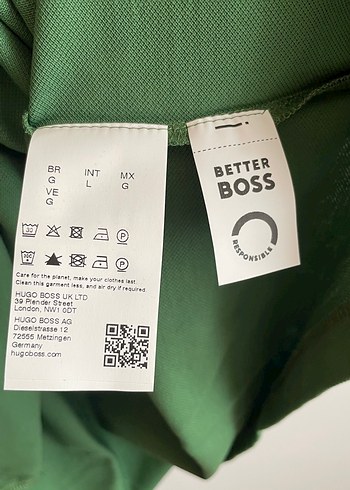 BR INT MX
G L G
VE
G
30
P
P
Care for the planet, make your clothes last.
Clean this garment less, and air dry if required.
HUGO BOSS UK LTD
39 Plender Street
London, NW1 0DT
HUGO BOSS AG
Dieselstrasse 12
72555 Metzingen
Germany
hugoboss.com
BETTER
BOSS
RESPONSIBLE